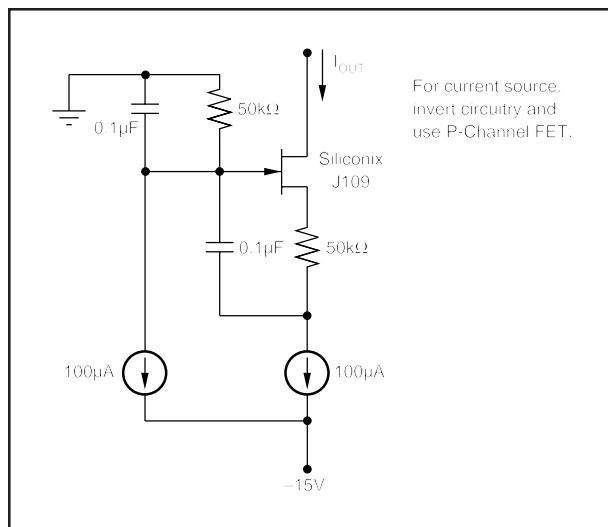 I_OUT
50kΩ
0.1μF
For current source,
invert circuitry and
use P-Channel FET.
Siliconix
J109
0.1μF
50kΩ
100μA
100μA
–15V